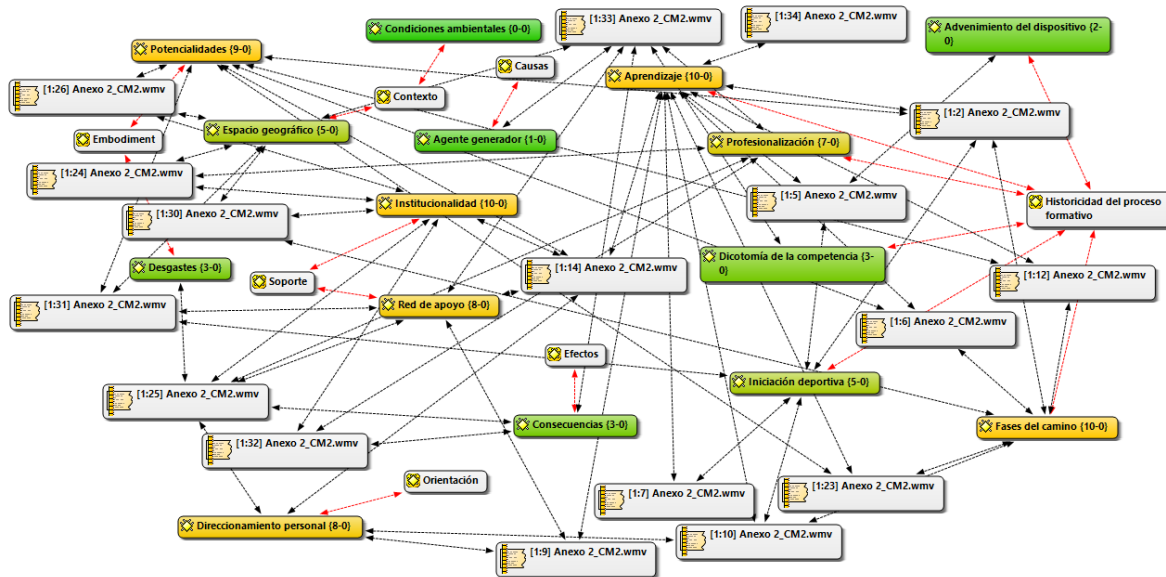 [1:33] Anexo 2_CM2.wmv
[1:34] Anexo 2_CM2.wmv
Condiciones ambientales {0-0}
Advenimiento del dispositivo {2-
0}
Potencialidades {9-0}
Causas
Aprendizaje {10-0}
[1:26] Anexo 2_CM2.wmv
Contexto
[1:2] Anexo 2_CM2.wmv
Embodiment
Espacio geográfico {5-0}
Agente generador {1-0}
Profesionalización {7-0}
[1:24] Anexo 2_CM2.wmv
[1:30] Anexo 2_CM2.wmv
Institucionalidad {10-0}
[1:5] Anexo 2_CM2.wmv
Historicidad del proceso
formativo
Desgastes {3-0}
[1:14] Anexo 2_CM2.wmv
Dicotomía de la competencia {3-
0}
Soporte
[1:12] Anexo 2_CM2.wmv
[1:31] Anexo 2_CM2.wmv
Red de apoyo {8-0}
[1:6] Anexo 2_CM2.wmv
Efectos
Iniciación deportiva {5-0}
[1:25] Anexo 2_CM2.wmv
Consecuencias {3-0}
Fases del camino {10-0}
[1:32] Anexo 2_CM2.wmv
Orientación
[1:7] Anexo 2_CM2.wmv
[1:23] Anexo 2_CM2.wmv
Direccionamiento personal {8-0}
[1:10] Anexo 2_CM2.wmv
[1:9] Anexo 2_CM2.wmv